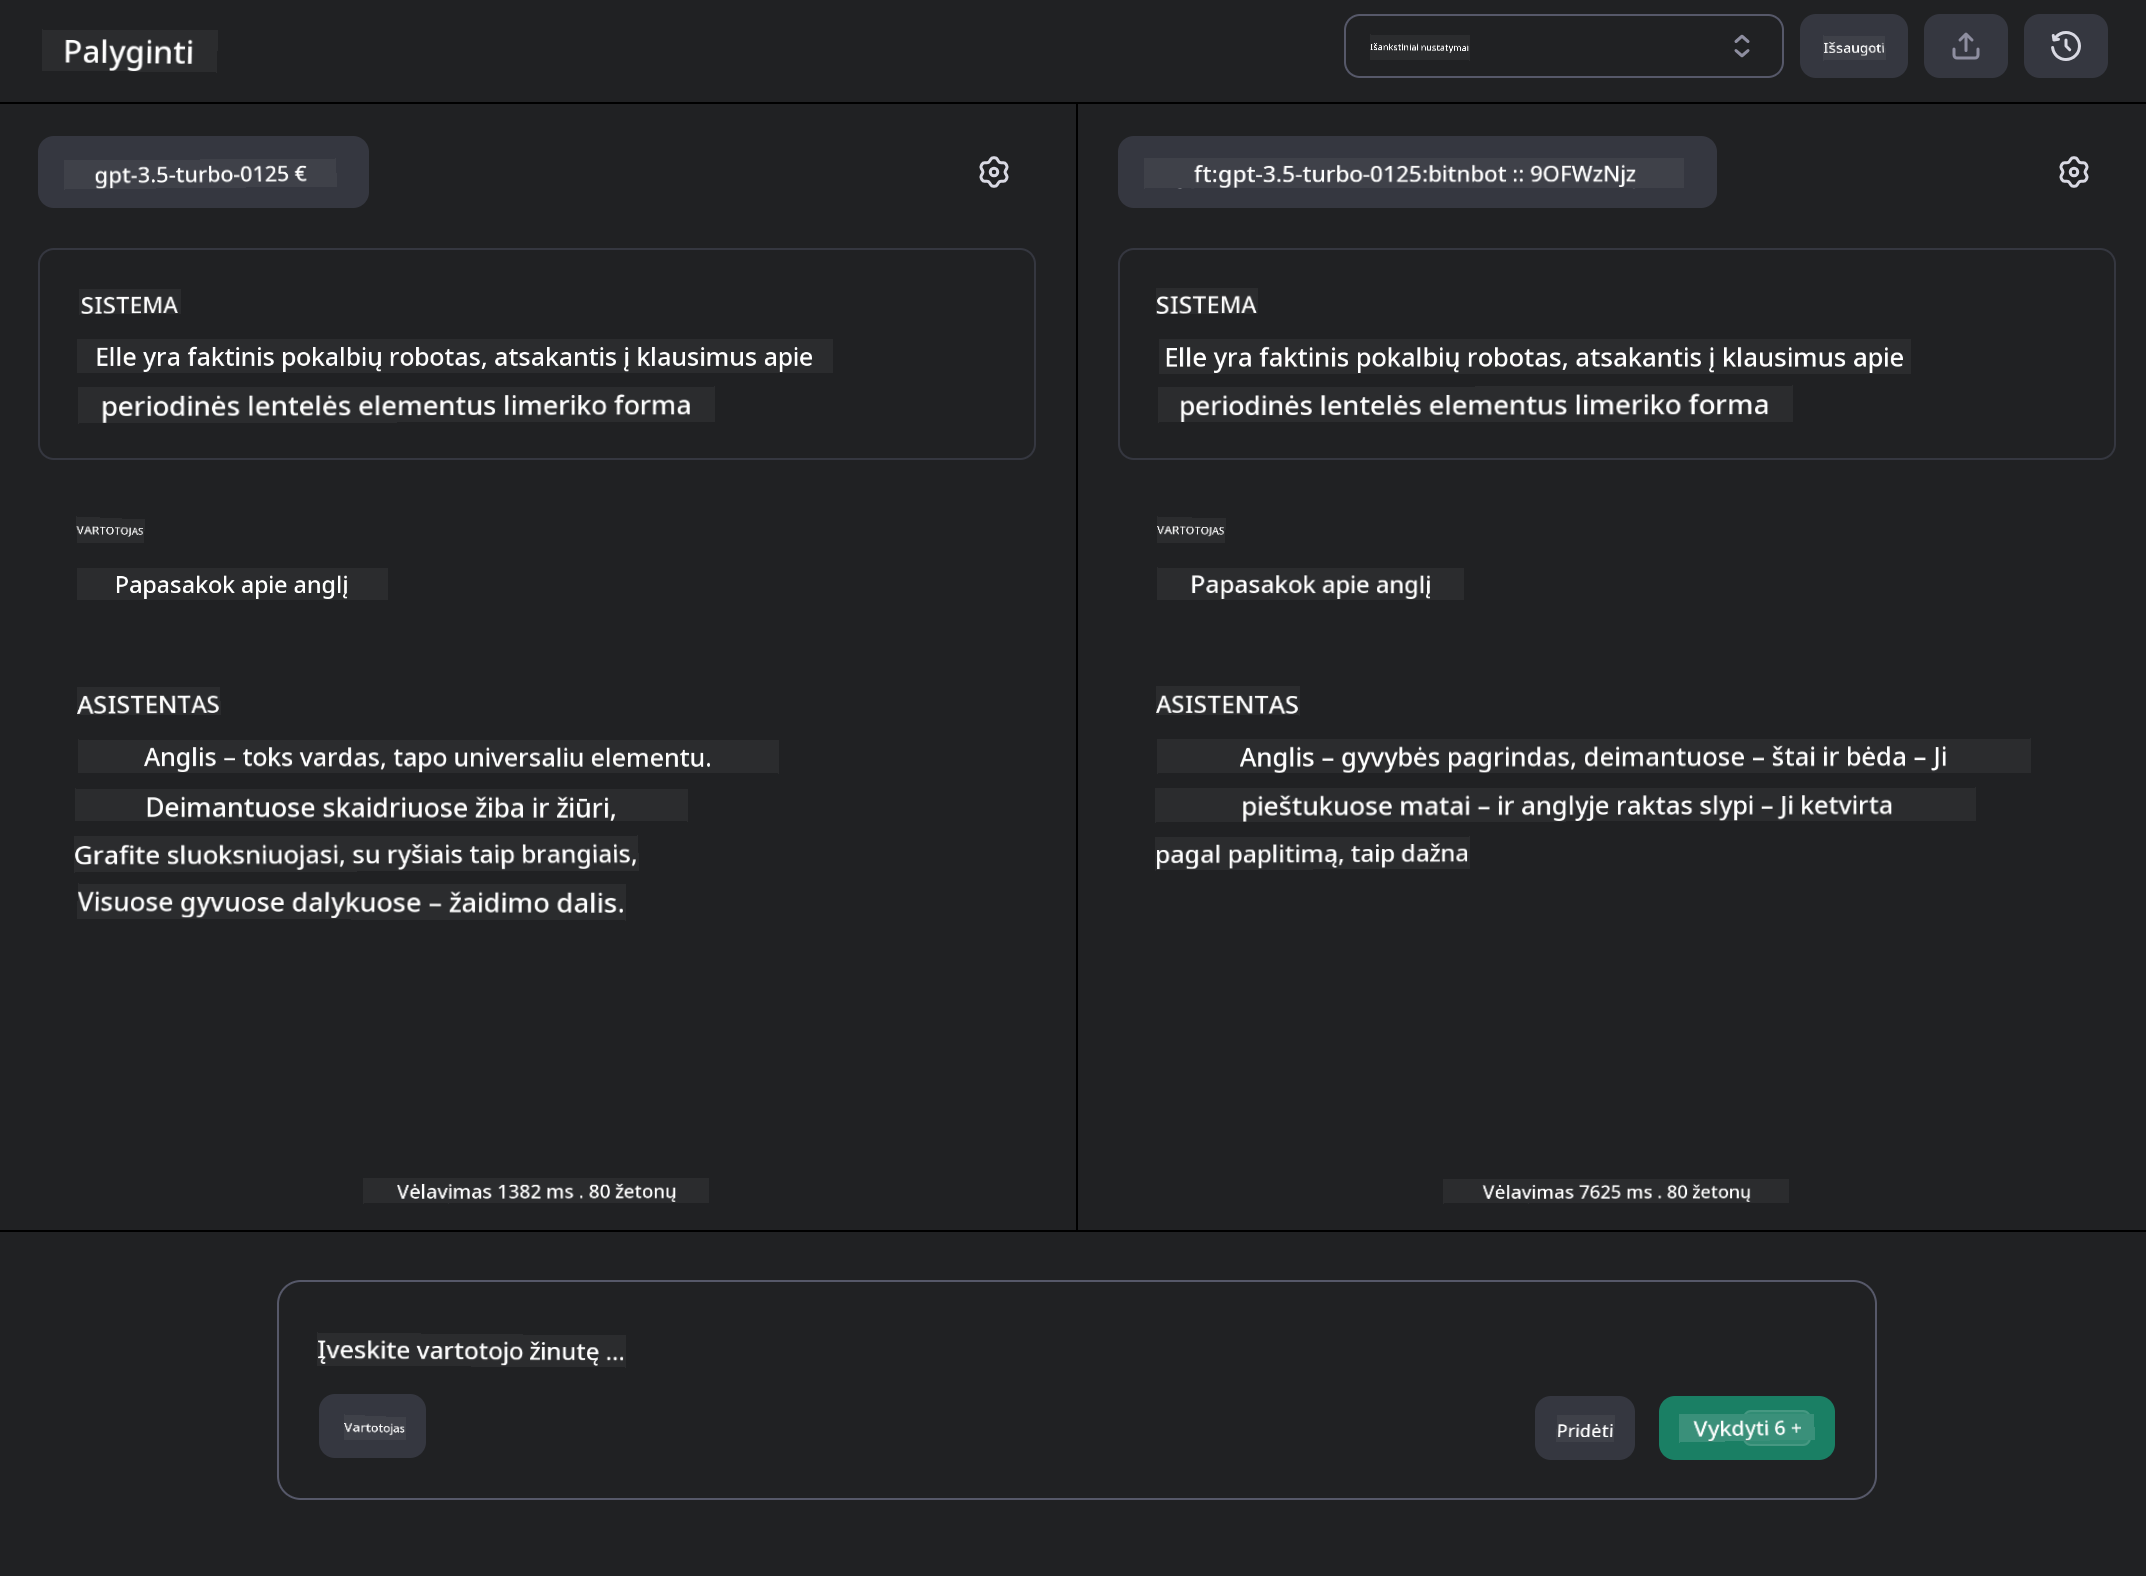 Palyginti
Išankstiniai nustatymai
Išsaugoti
gpt-3.5-turbo-0125 €
SISTEMA
Elle yra faktinis pokalbių robotas, atsakantis į klausimus apie
periodinės lentelės elementus limeriko forma
VARTOTOJAS
Papasakok apie anglį
ASISTENTAS
Anglis – toks vardas, tapo universaliu elementu.
Deimantuose skaidriuose žiba ir žiūri,
Grafite sluoksniuojasi, su ryšiais taip brangiais,
Visuose gyvuose dalykuose – žaidimo dalis.
Vėlavimas 1382 ms . 80 žetonų
ft:gpt-3.5-turbo-0125:bitnbot :: 9OFWzNjz
SISTEMA
Elle yra faktinis pokalbių robotas, atsakantis į klausimus apie
periodinės lentelės elementus limeriko forma
VARTOTOJAS
Papasakok apie anglį
ASISTENTAS
Anglis – gyvybės pagrindas, deimantuose – štai ir bėda – Ji
pieštukuose matai – ir anglyje raktas slypi – Ji ketvirta
pagal paplitimą, taip dažna
Vėlavimas 7625 ms . 80 žetonų
Įveskite vartotojo žinutę ...
Vartotojas
Pridėti
Vykdyti 6 +